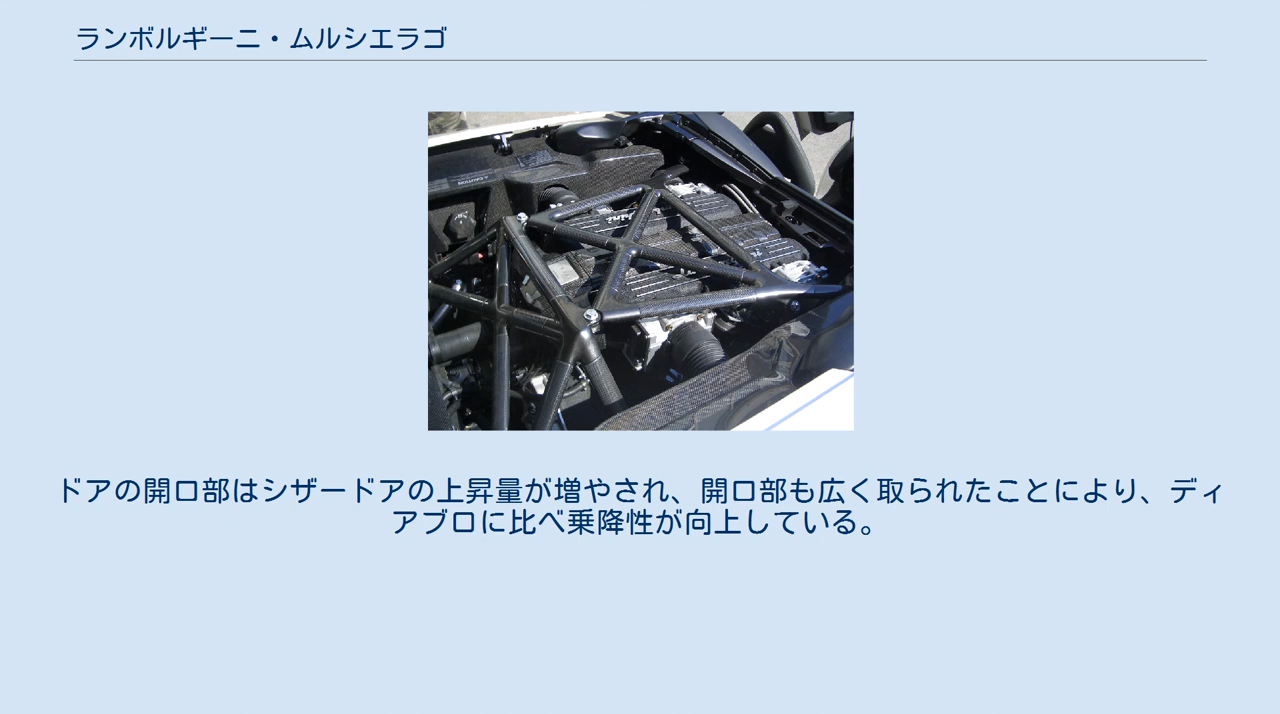 ランボルギーニ・ムルシエラゴ
ドアの開口部はシザードアの上昇量が増やされ、開口部も広く取られたことにより、ディ
アブロに比べ乗降性が向上している。